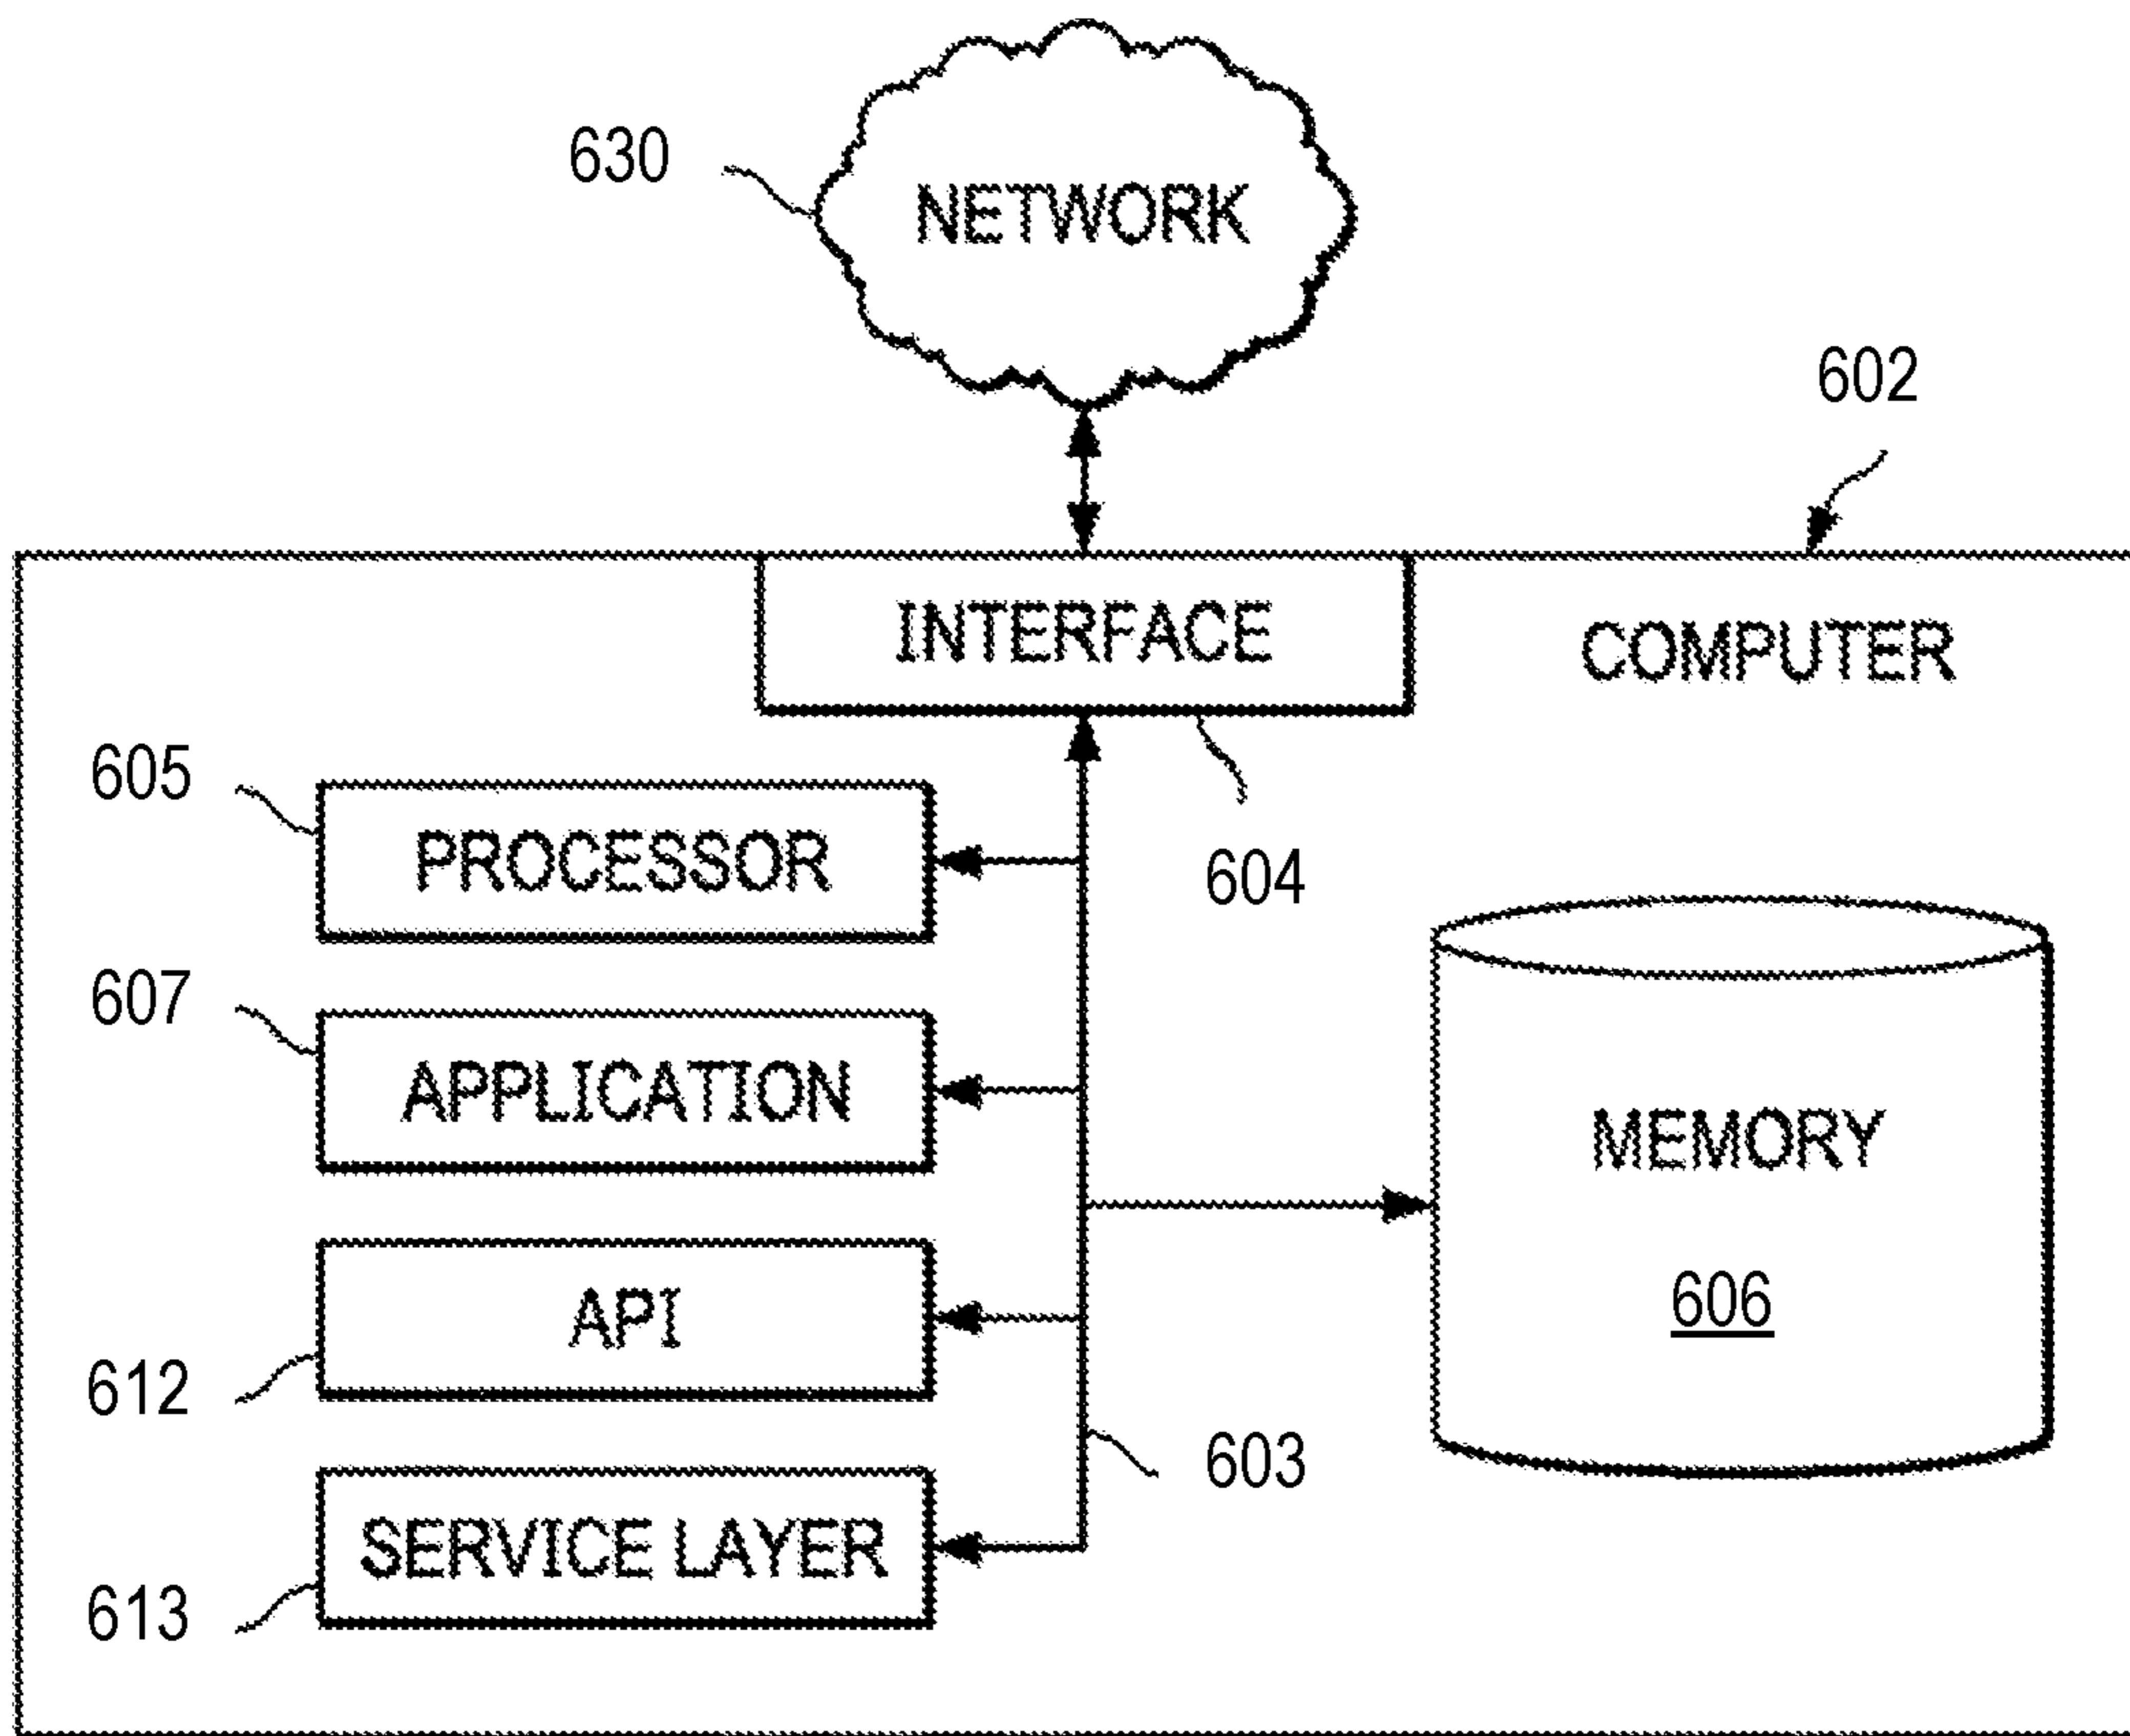 630
NETWORK
602
INTERFACE
COMPUTER
605
PROCESSOR
604
607
APPLICATION
MEMORY
606
API
612
603
SERVICE LAYER
613